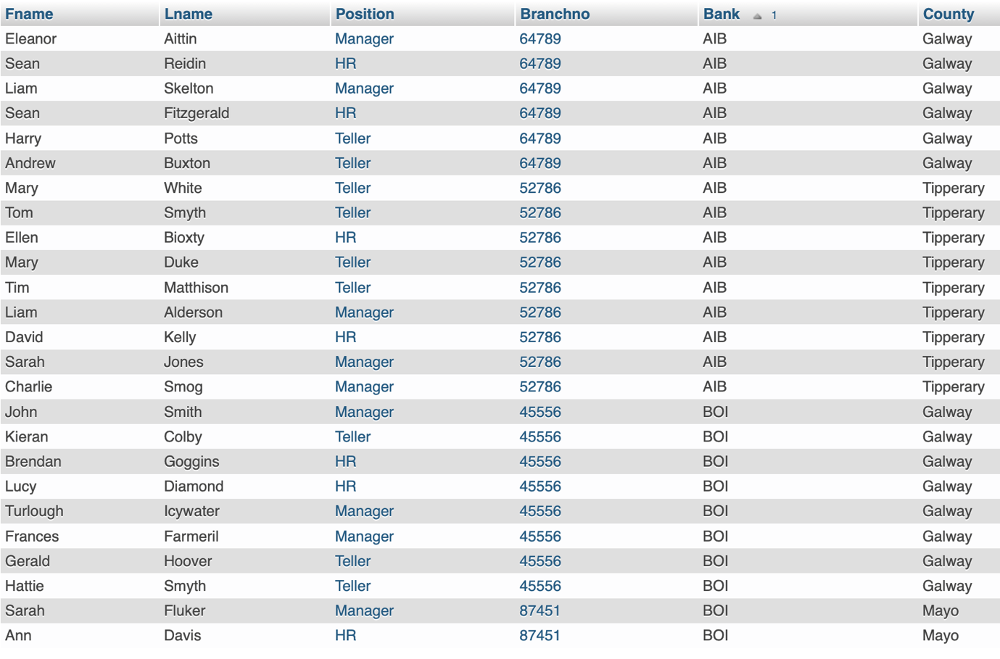 Fname Lname Position Branchno Bank 1 County
Eleanor Aittin Manager 64789 AIB Galway
Sean Reidin HR 64789 AIB Galway
Liam Skelton Manager 64789 AIB Galway
Sean Fitzgerald HR 64789 AIB Galway
Harry Potts Teller 64789 AIB Galway
Andrew Buxton Teller 64789 AIB Galway
Mary White Teller 52786 AIB Tipperary
Tom Smyth Teller 52786 AIB Tipperary
Ellen Bioxty HR 52786 AIB Tipperary
Mary Duke Teller 52786 AIB Tipperary
Tim Matthison Teller 52786 AIB Tipperary
Liam Alderson Manager 52786 AIB Tipperary
David Kelly HR 52786 AIB Tipperary
Sarah Jones Manager 52786 AIB Tipperary
Charlie Smog Manager 52786 AIB Tipperary
John Smith Manager 45556 BOI Galway
Kieran Colby Teller 45556 BOI Galway
Brendan Goggins HR 45556 BOI Galway
Lucy Diamond HR 45556 BOI Galway
Turlough Icywater Manager 45556 BOI Galway
Frances Farmeril Manager 45556 BOI Galway
Gerald Hoover Teller 45556 BOI Galway
Hattie Smyth Teller 45556 BOI Galway
Sarah Fluker Manager 87451 BOI Mayo
Ann Davis HR 87451 BOI Mayo